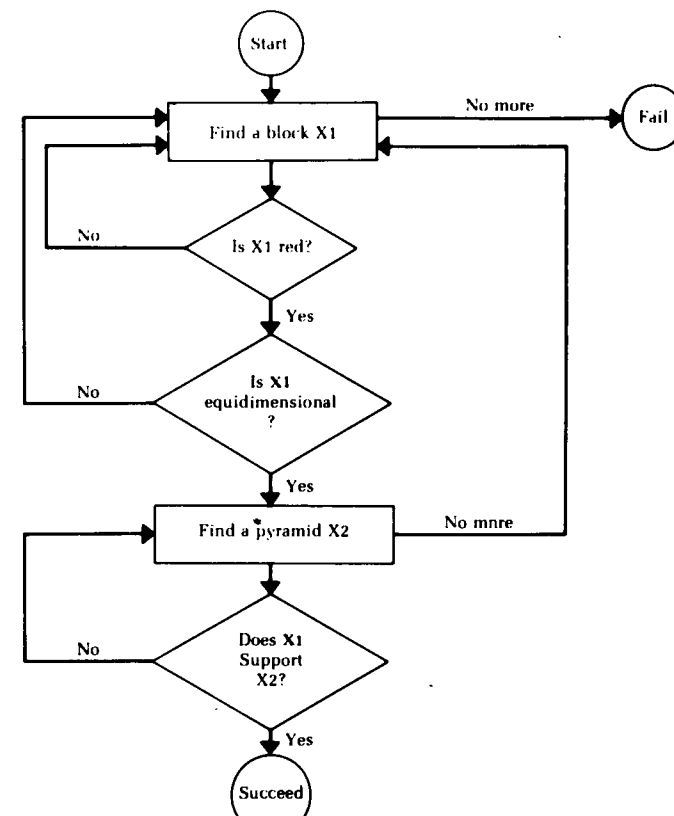 Start
Find a block X1
No more
Fail
No
Is X1 red?
Yes
No
Is X1
equidimensional
?
Yes
Find a pyramid X2
No mnre
No
Does X1
Support
X2?
Yes
Succeed